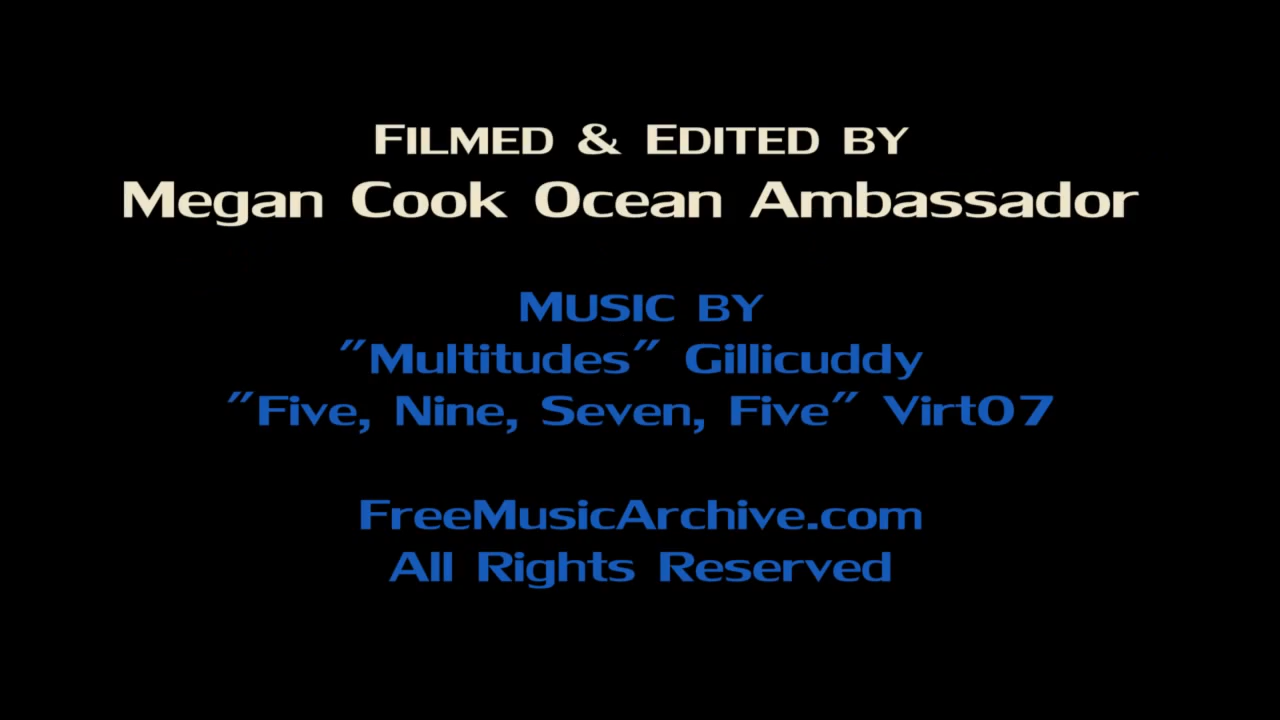 FILMED & EDITED BY
Megan Cook Ocean Ambassador
MUSIC BY
"Multitudes" Gillicuddy
"Five, Nine, Seven, Five" Virt07
FreeMusicArchive.com
All Rights Reserved